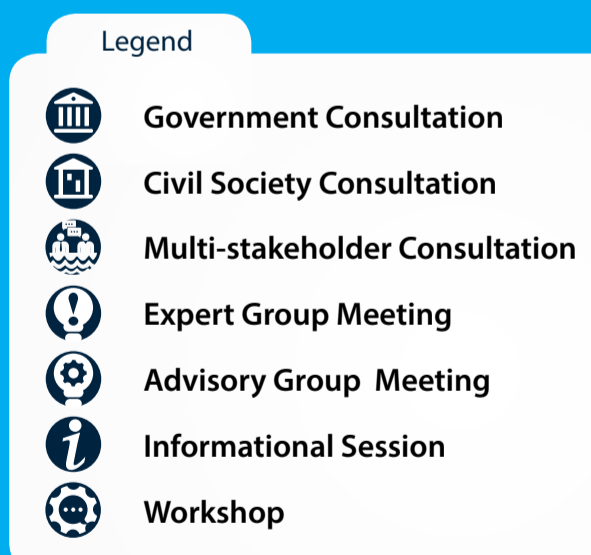 Legend
Government Consultation
Civil Society Consultation
Multi-stakeholder Consultation
Expert Group Meeting
Advisory Group Meeting
Informational Session
Workshop